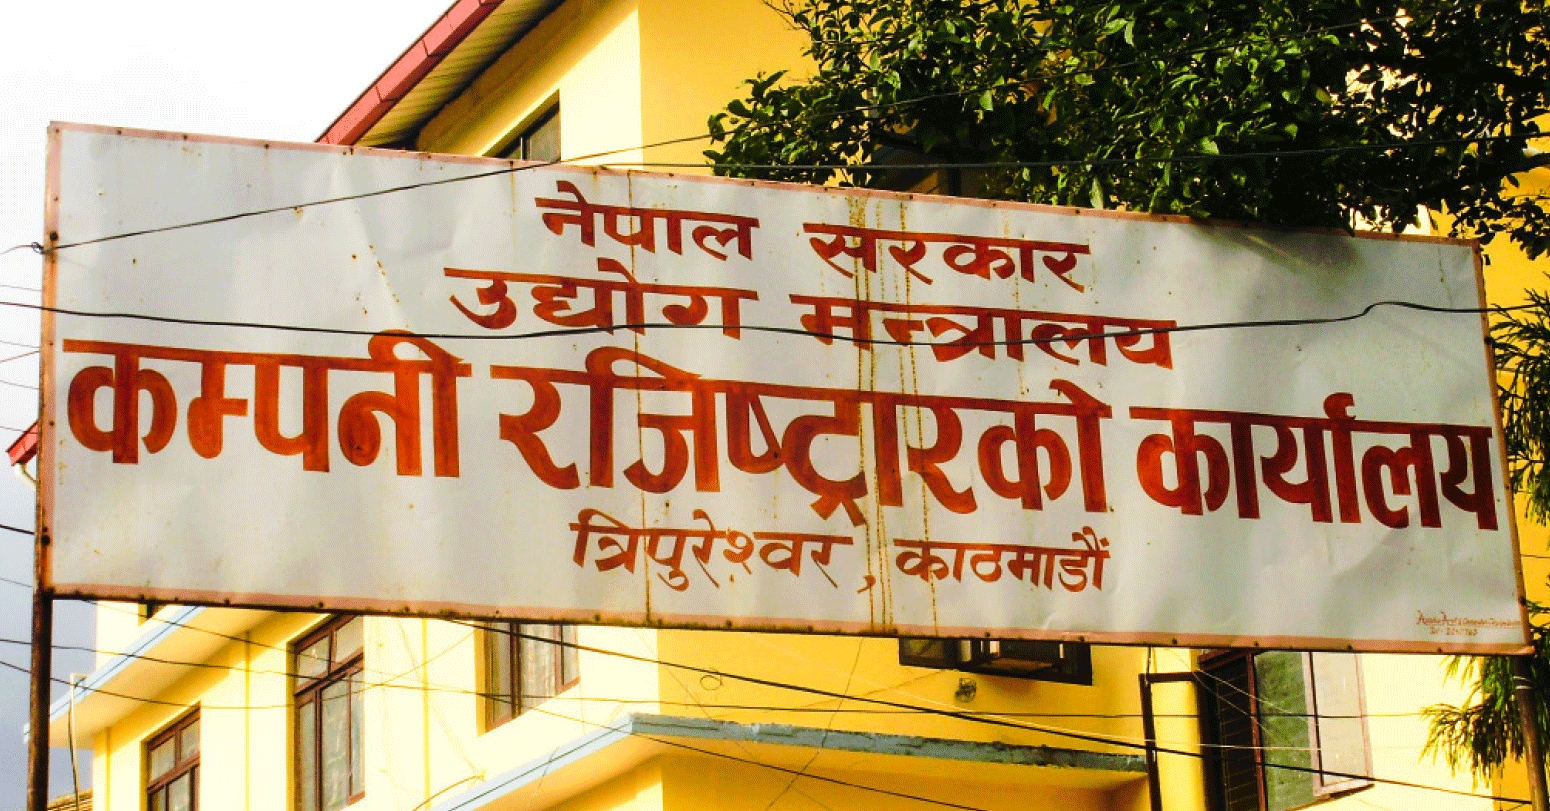 नेपाल सरकार
उद्योग मन्त्रालय
कम्पनी रजिष्ट्रारको कार्यालय
त्रिपुरेश्वर, काठमाडौं